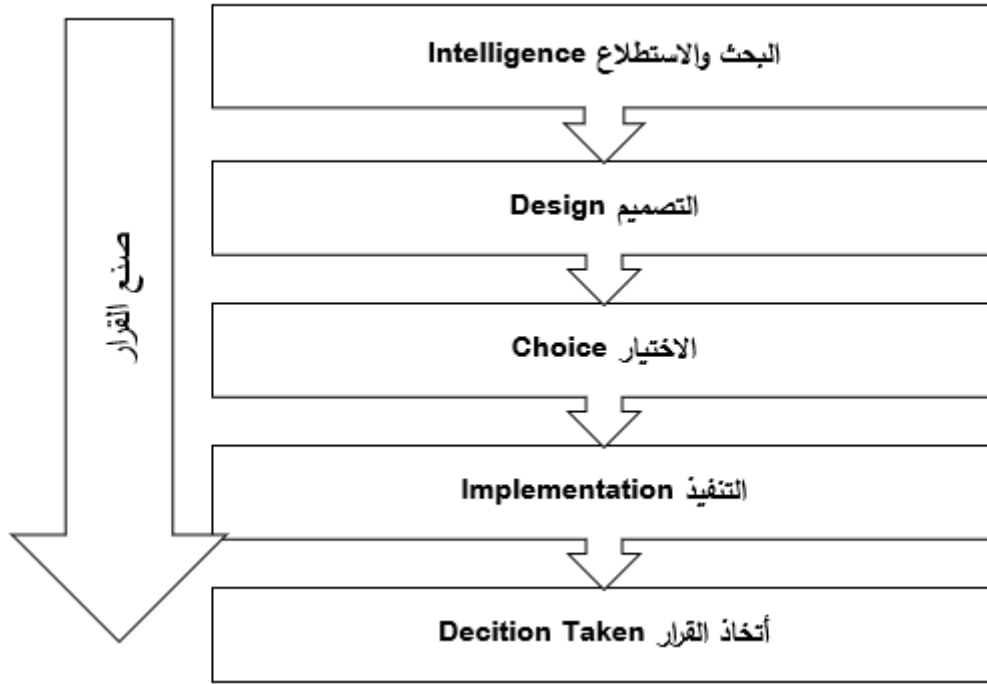 البحث والاستطلاع Intelligence
التصميم Design
الاختيار Choice
التنفيذ Implementation
أتخاذ القرار Decition Taken
صنع القرار